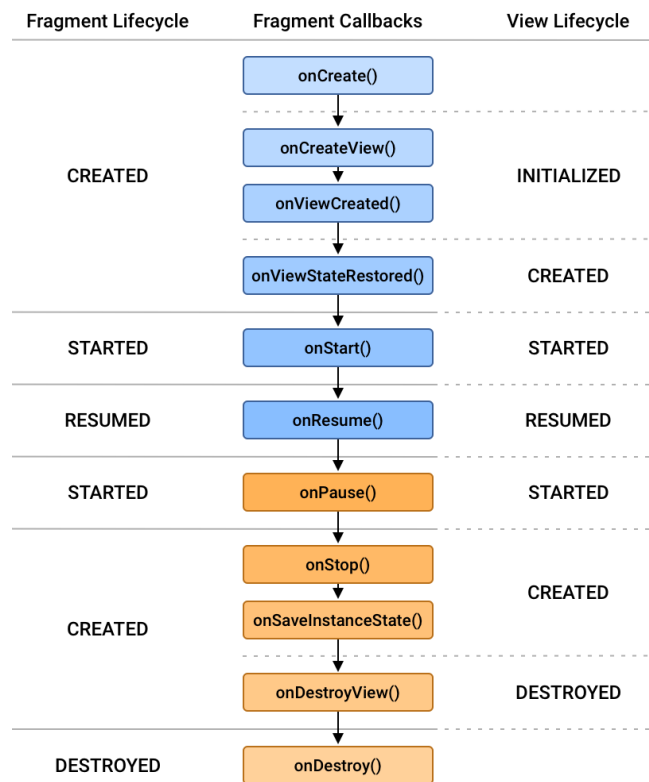 Fragment Lifecycle Fragment Callbacks View Lifecycle
onCreate()
onCreateView()
CREATED INITIALIZED
onViewCreated()
onViewStateRestored() CREATED
STARTED onStart() STARTED
RESUMED onResume() RESUMED
STARTED onPause() STARTED
onStop()
CREATED
onSaveInstanceState()
CREATED
onDestroyView() DESTROYED
DESTROYED onDestroy()